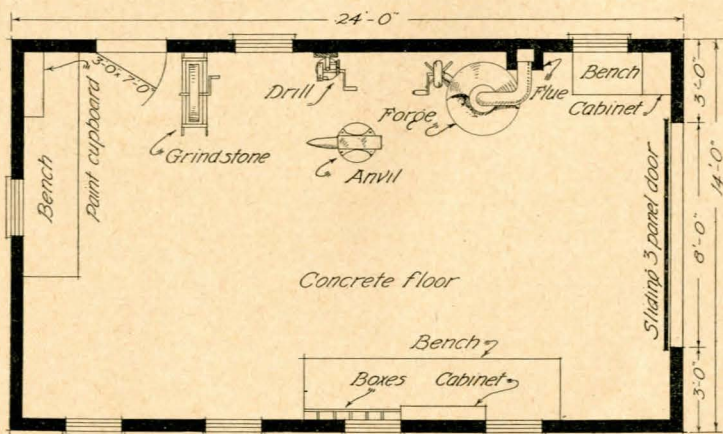 24'-0"
3'-0 x 7'-0"
Paint cupboard
Bench
Grindstone
Drill
Forge
Flue
Bench
Cabinet
Anvil
3'-0"
14'-0"
8'-0"
3'-0"
Sliding 3 panel door
Concrete floor
Bench
Boxes
Cabinet